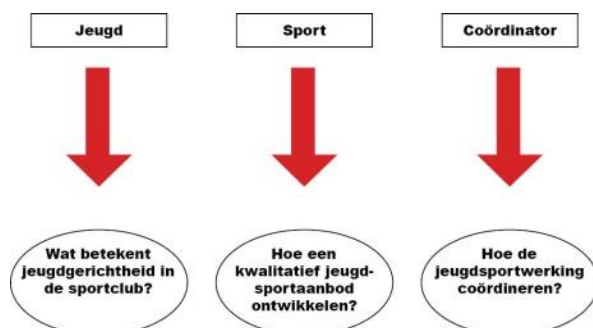 Jeugd
Sport
Coördinator
Wat betekent
jeugdgerichtheid in
de sportclub?
Hoe een
kwalitatief jeugd-
sportaanbod
ontwikkelen?
Hoe de
jeugdsportwerking
coördineren?